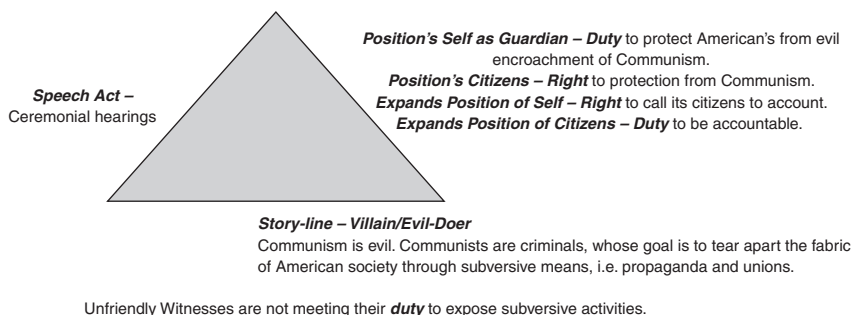 Position's Self as Guardian – Duty to protect American's from evil
encroachment of Communism.
Position's Citizens – Right to protection from Communism.
Expands Position of Self – Right to call its citizens to account.
Expands Position of Citizens – Duty to be accountable.
Speech Act –
Ceremonial hearings
Story-line – Villain/Evil-Doer
Communism is evil. Communists are criminals, whose goal is to tear apart the fabric
of American society through subversive means, i.e. propaganda and unions.
Unfriendly Witnesses are not meeting their duty to expose subversive activities.